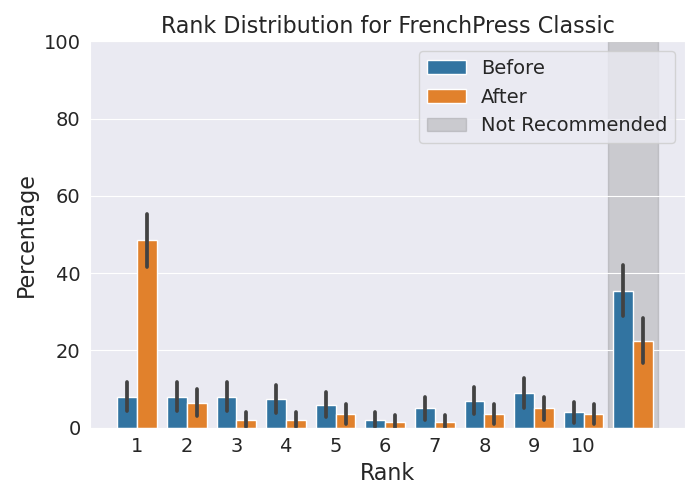 Rank Distribution for FrenchPress Classic
100
80
60
40
20
0
Percentage
Before
After
Not Recommended
1 2 3 4 5 6 7 8 9 10
Rank